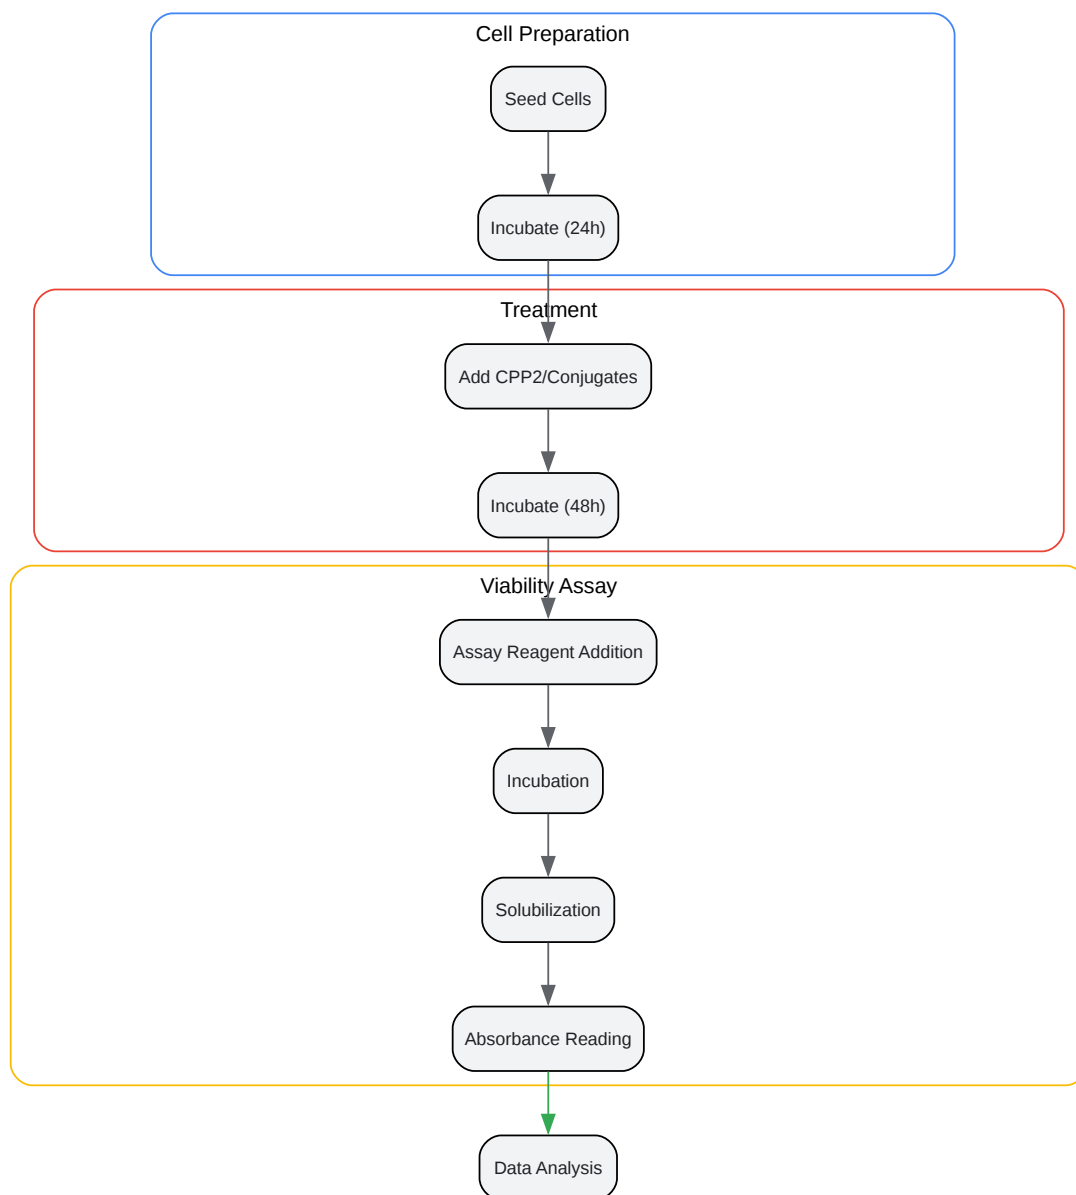 Cell Preparation
Seed Cells
Incubate (24h)
Treatment
Add CPP2/Conjugates
Incubate (48h)
Viability Assay
Assay Reagent Addition
Incubation
Solubilization
Absorbance Reading
Data Analysis